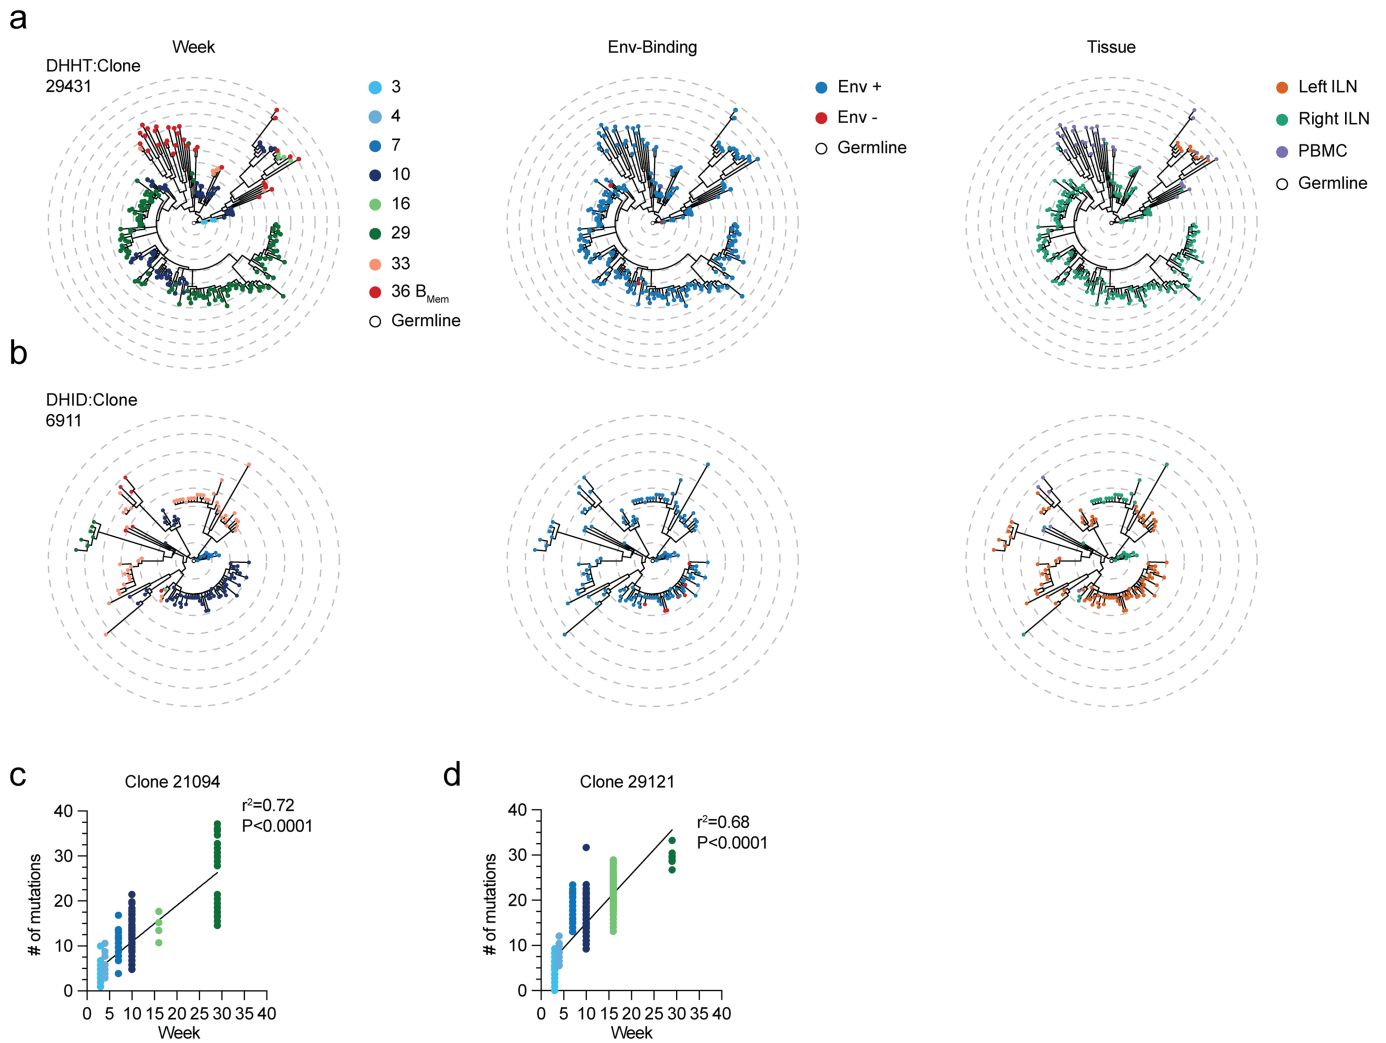 a
Week
Env-Binding
Tissue
DHHT:Clone
29431
3
4
7
10
16
29
33
36 BMem
Germline
Env +
Env -
Germline
Left ILN
Right ILN
PBMC
Germline
b
DHID:Clone
6911
c
Clone 21094
r²=0.72
P<0.0001
# of mutations
40
30
20
10
0
0 5 10 15 20 25 30 35 40
Week
d
Clone 29121
r²=0.68
P<0.0001
# of mutations
40
30
20
10
0
0 5 10 15 20 25 30 35 40
Week